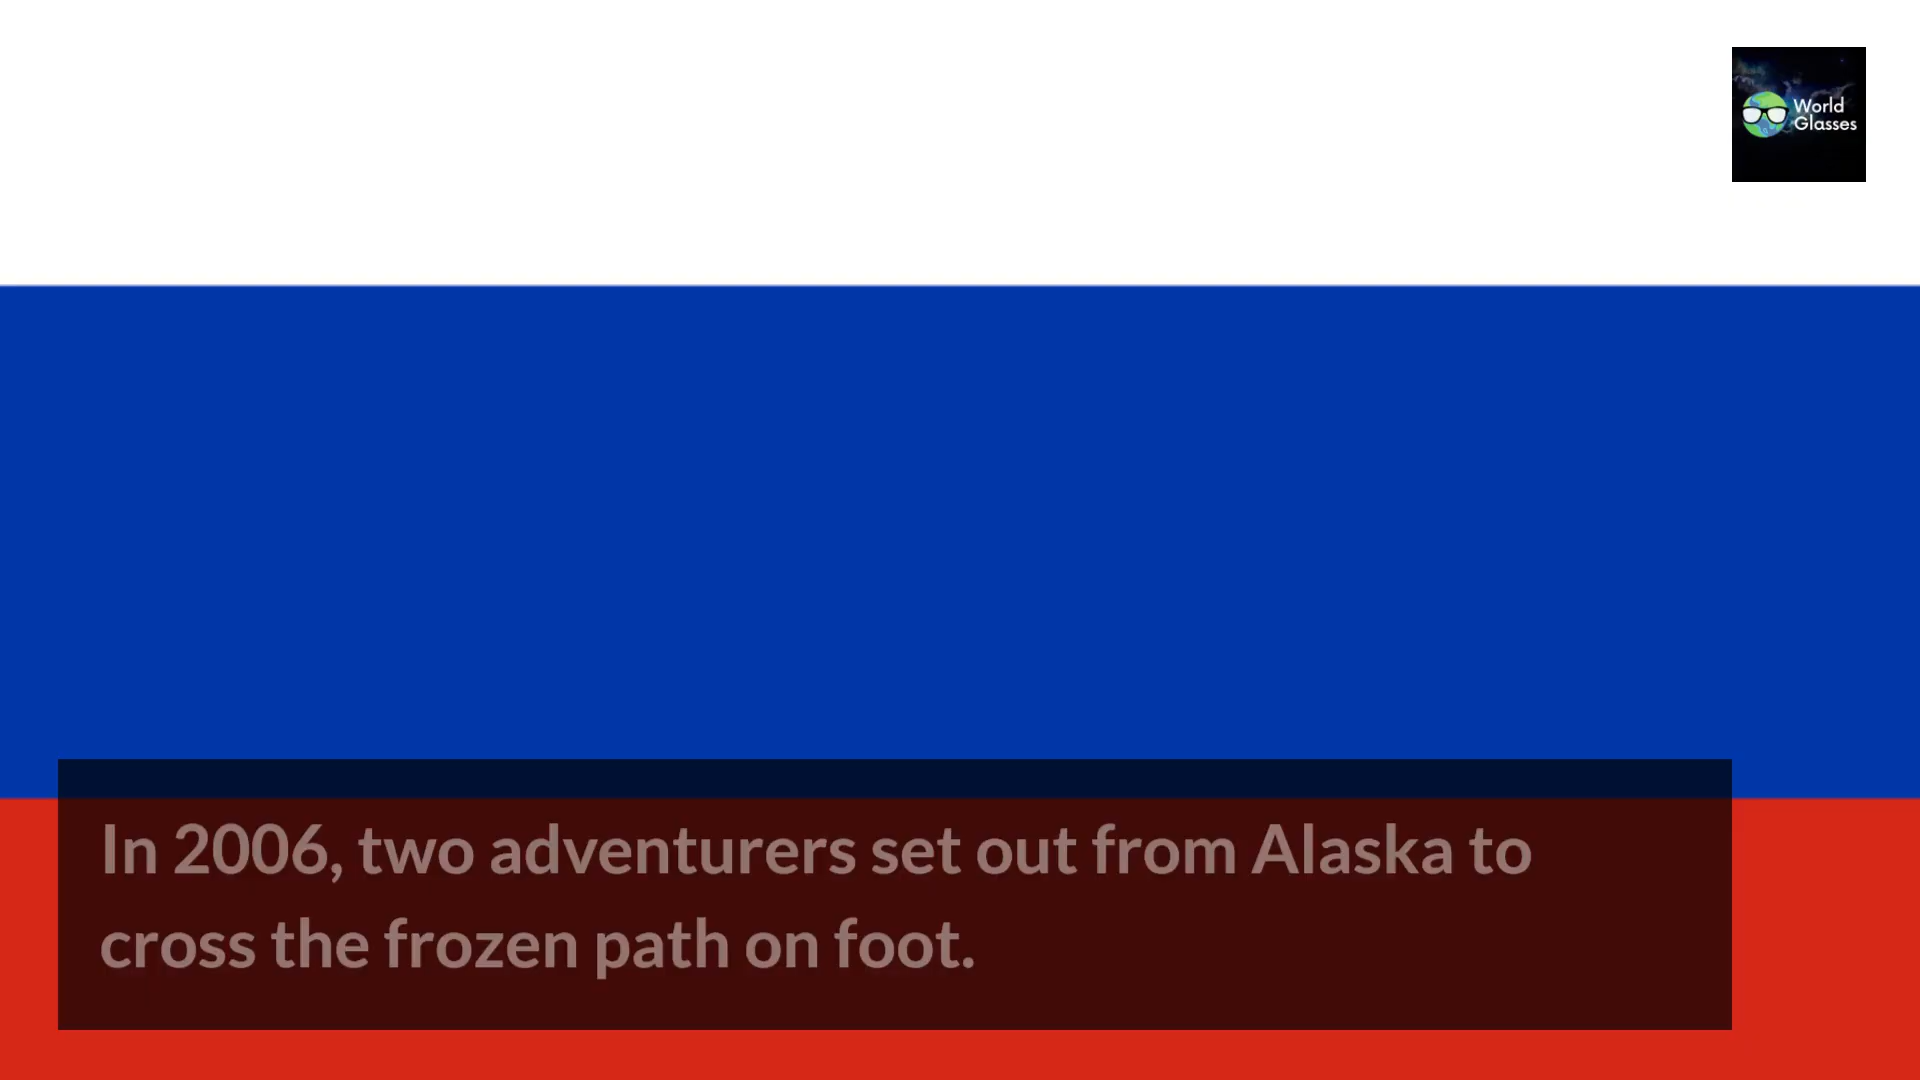 World
Glasses
In 2006, two adventurers set out from Alaska to
cross the frozen path on foot.